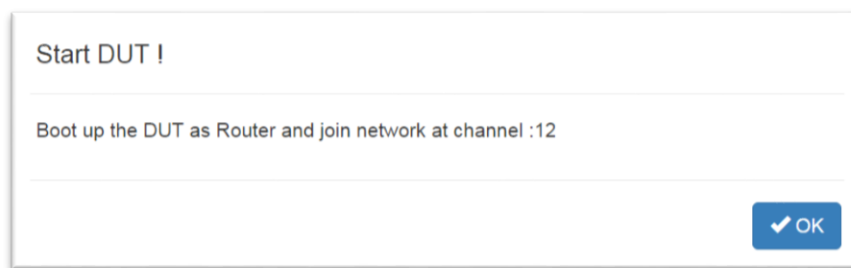 Start DUT !
Boot up the DUT as Router and join network at channel :12
OK